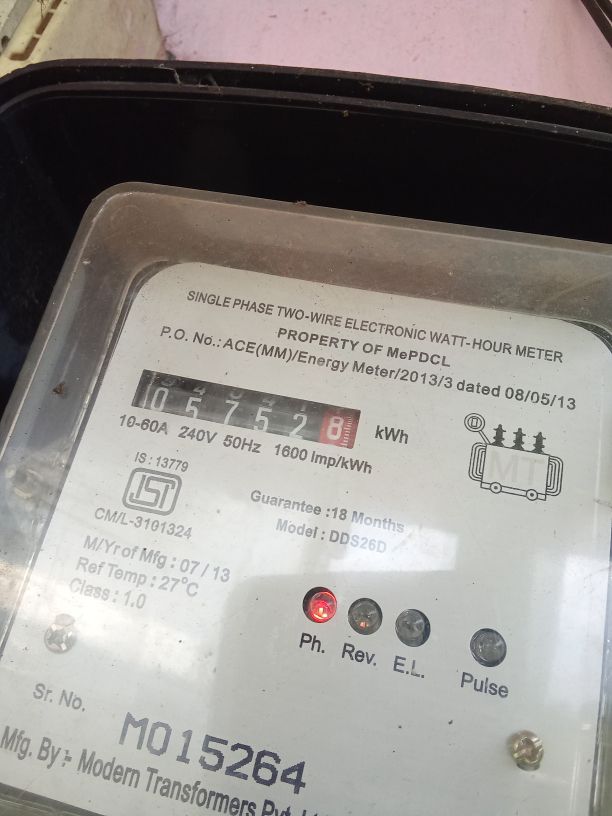 SINGLE PHASE TWO-WIRE ELECTRONIC WATT-HOUR METER
PROPERTY OF MePDCL
P.O. No.: ACE(MM)/Energy Meter/2013/3 dated 08/05/13
057528 kWh
10-60A 240V 50Hz 1600 Imp/kWh
MT
IS : 13779
ISI
CM/L-3101324
Guarantee :18 Months
Model : DDS26D
M/Yr of Mfg : 07 / 13
Ref Temp : 27°C
Class : 1.0
Ph. Rev. E.L. Pulse
Sr. No.
M015264
Mfg. By :- Modern Transformers Pvt.